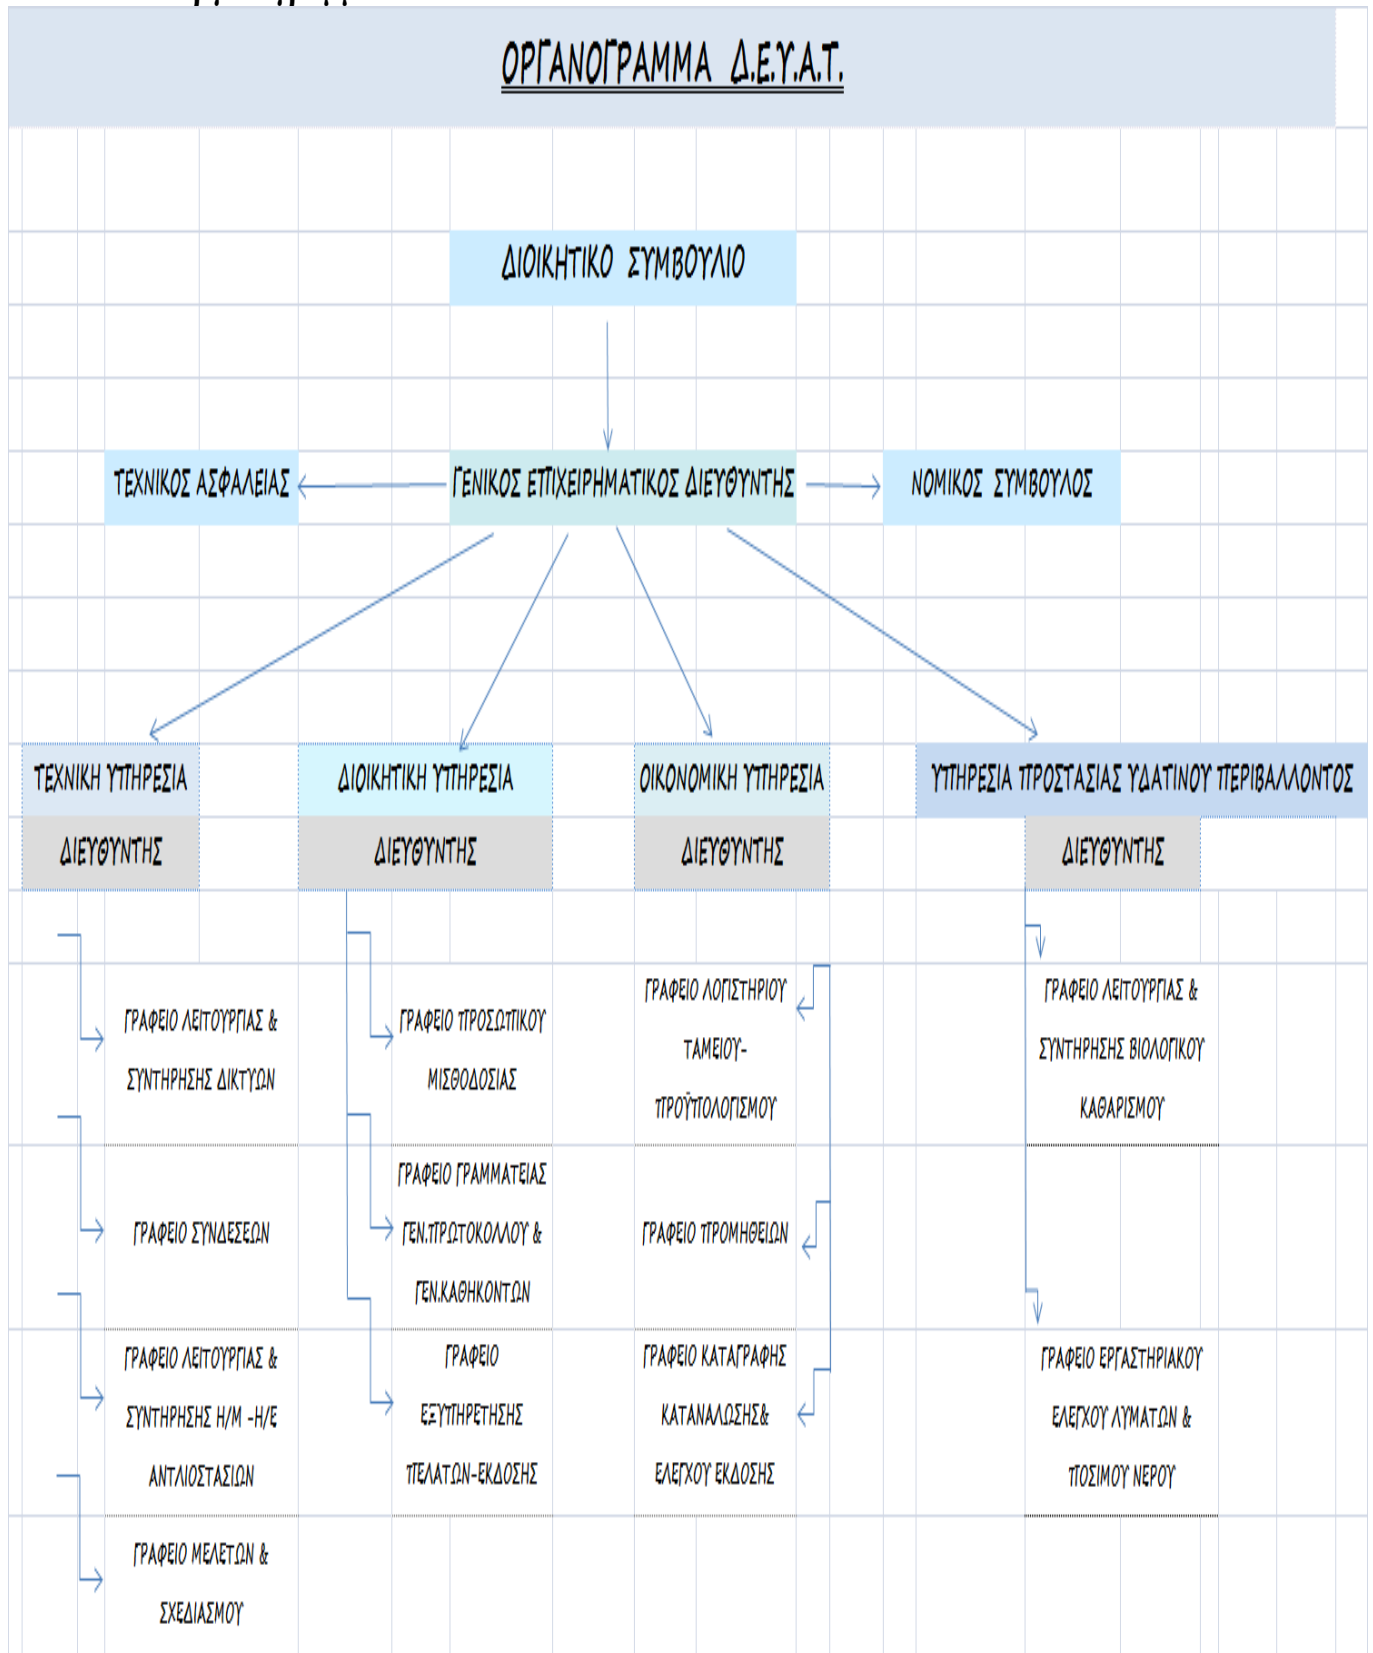 ΟΡΓΑΝΟΓΡΑΜΜΑ Δ.Ε.Υ.Α.Τ.
ΔΙΟΙΚΗΤΙΚΟ ΣΥΜΒΟΥΛΙΟ
ΤΕΧΝΙΚΟΣ ΑΣΦΑΛΕΙΑΣ
ΓΕΝΙΚΟΣ ΕΠΙΧΕΙΡΗΜΑΤΙΚΟΣ ΔΙΕΥΘΥΝΤΗΣ
ΝΟΜΙΚΟΣ ΣΥΜΒΟΥΛΟΣ
ΤΕΧΝΙΚΗ ΥΠΗΡΕΣΙΑ
ΔΙΕΥΘΥΝΤΗΣ
ΓΡΑΦΕΙΟ ΛΕΙΤΟΥΡΓΙΑΣ &
ΣΥΝΤΗΡΗΣΗΣ ΔΙΚΤΥΩΝ
ΓΡΑΦΕΙΟ ΣΥΝΔΕΣΕΩΝ
ΓΡΑΦΕΙΟ ΛΕΙΤΟΥΡΓΙΑΣ &
ΣΥΝΤΗΡΗΣΗΣ Η/Μ -Η/Ε
ΑΝΤΛΙΟΣΤΑΣΙΩΝ
ΓΡΑΦΕΙΟ ΜΕΛΕΤΩΝ &
ΣΧΕΔΙΑΣΜΟΥ
ΔΙΟΙΚΗΤΙΚΗ ΥΠΗΡΕΣΙΑ
ΔΙΕΥΘΥΝΤΗΣ
ΓΡΑΦΕΙΟ ΠΡΟΣΩΠΙΚΟΥ
ΜΙΣΘΟΔΟΣΙΑΣ
ΓΡΑΦΕΙΟ ΓΡΑΜΜΑΤΕΙΑΣ
ΓΕΝ.ΠΡΩΤΟΚΟΛΛΟΥ &
ΓΕΝ.ΚΑΘΗΚΟΝΤΩΝ
ΓΡΑΦΕΙΟ
ΕΞΥΠΗΡΕΤΗΣΗΣ
ΠΕΛΑΤΩΝ-ΕΚΔΟΣΗΣ
ΟΙΚΟΝΟΜΙΚΗ ΥΠΗΡΕΣΙΑ
ΔΙΕΥΘΥΝΤΗΣ
ΓΡΑΦΕΙΟ ΛΟΓΙΣΤΗΡΙΟΥ
ΤΑΜΕΙΟΥ-
ΠΡΟΫΠΟΛΟΓΙΣΜΟΥ
ΓΡΑΦΕΙΟ ΠΡΟΜΗΘΕΙΩΝ
ΓΡΑΦΕΙΟ ΚΑΤΑΓΡΑΦΗΣ
ΚΑΤΑΝΑΛΩΣΗΣ&
ΕΛΕΓΧΟΥ ΕΚΔΟΣΗΣ
ΥΠΗΡΕΣΙΑ ΠΡΟΣΤΑΣΙΑΣ ΥΔΑΤΙΝΟΥ ΠΕΡΙΒΑΛΛΟΝΤΟΣ
ΔΙΕΥΘΥΝΤΗΣ
ΓΡΑΦΕΙΟ ΛΕΙΤΟΥΡΓΙΑΣ &
ΣΥΝΤΗΡΗΣΗΣ ΒΙΟΛΟΓΙΚΟΥ
ΚΑΘΑΡΙΣΜΟΥ
ΓΡΑΦΕΙΟ ΕΡΓΑΣΤΗΡΙΑΚΟΥ
ΕΛΕΓΧΟΥ ΛΥΜΑΤΩΝ &
ΠΟΣΙΜΟΥ ΝΕΡΟΥ